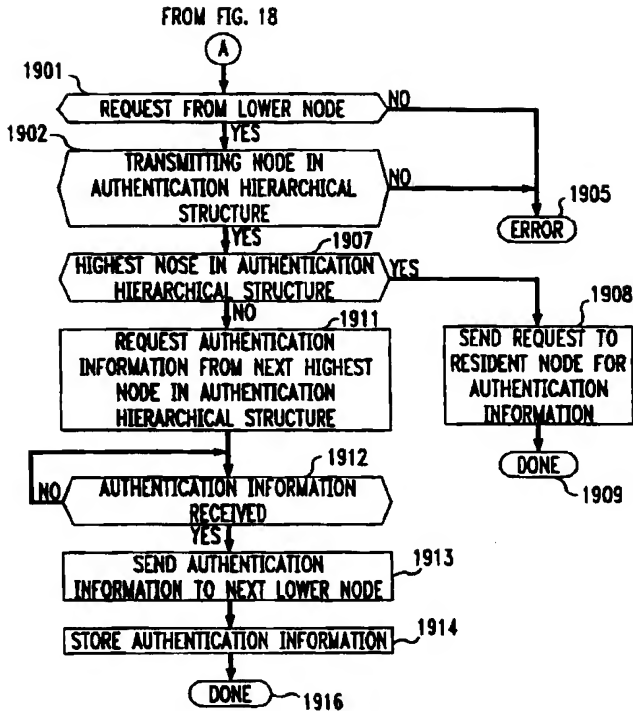 FROM FIG. 18
A
1901
REQUEST FROM LOWER NODE
NO
YES
1902
TRANSMITTING NODE IN
AUTHENTICATION HIERARCHICAL
STRUCTURE
NO
1905
ERROR
YES
1907
HIGHEST NOSE IN AUTHENTICATION
HIERARCHICAL STRUCTURE
YES
1908
SEND REQUEST TO
RESIDENT NODE FOR
AUTHENTICATION
INFORMATION
DONE
1909
NO
1911
REQUEST AUTHENTICATION
INFORMATION FROM NEXT HIGHEST
NODE IN AUTHENTICATION
HIERARCHICAL STRUCTURE
1912
NO
AUTHENTICATION INFORMATION
RECEIVED
YES
SEND AUTHENTICATION
INFORMATION TO NEXT LOWER NODE
1913
STORE AUTHENTICATION INFORMATION
1914
DONE
1916